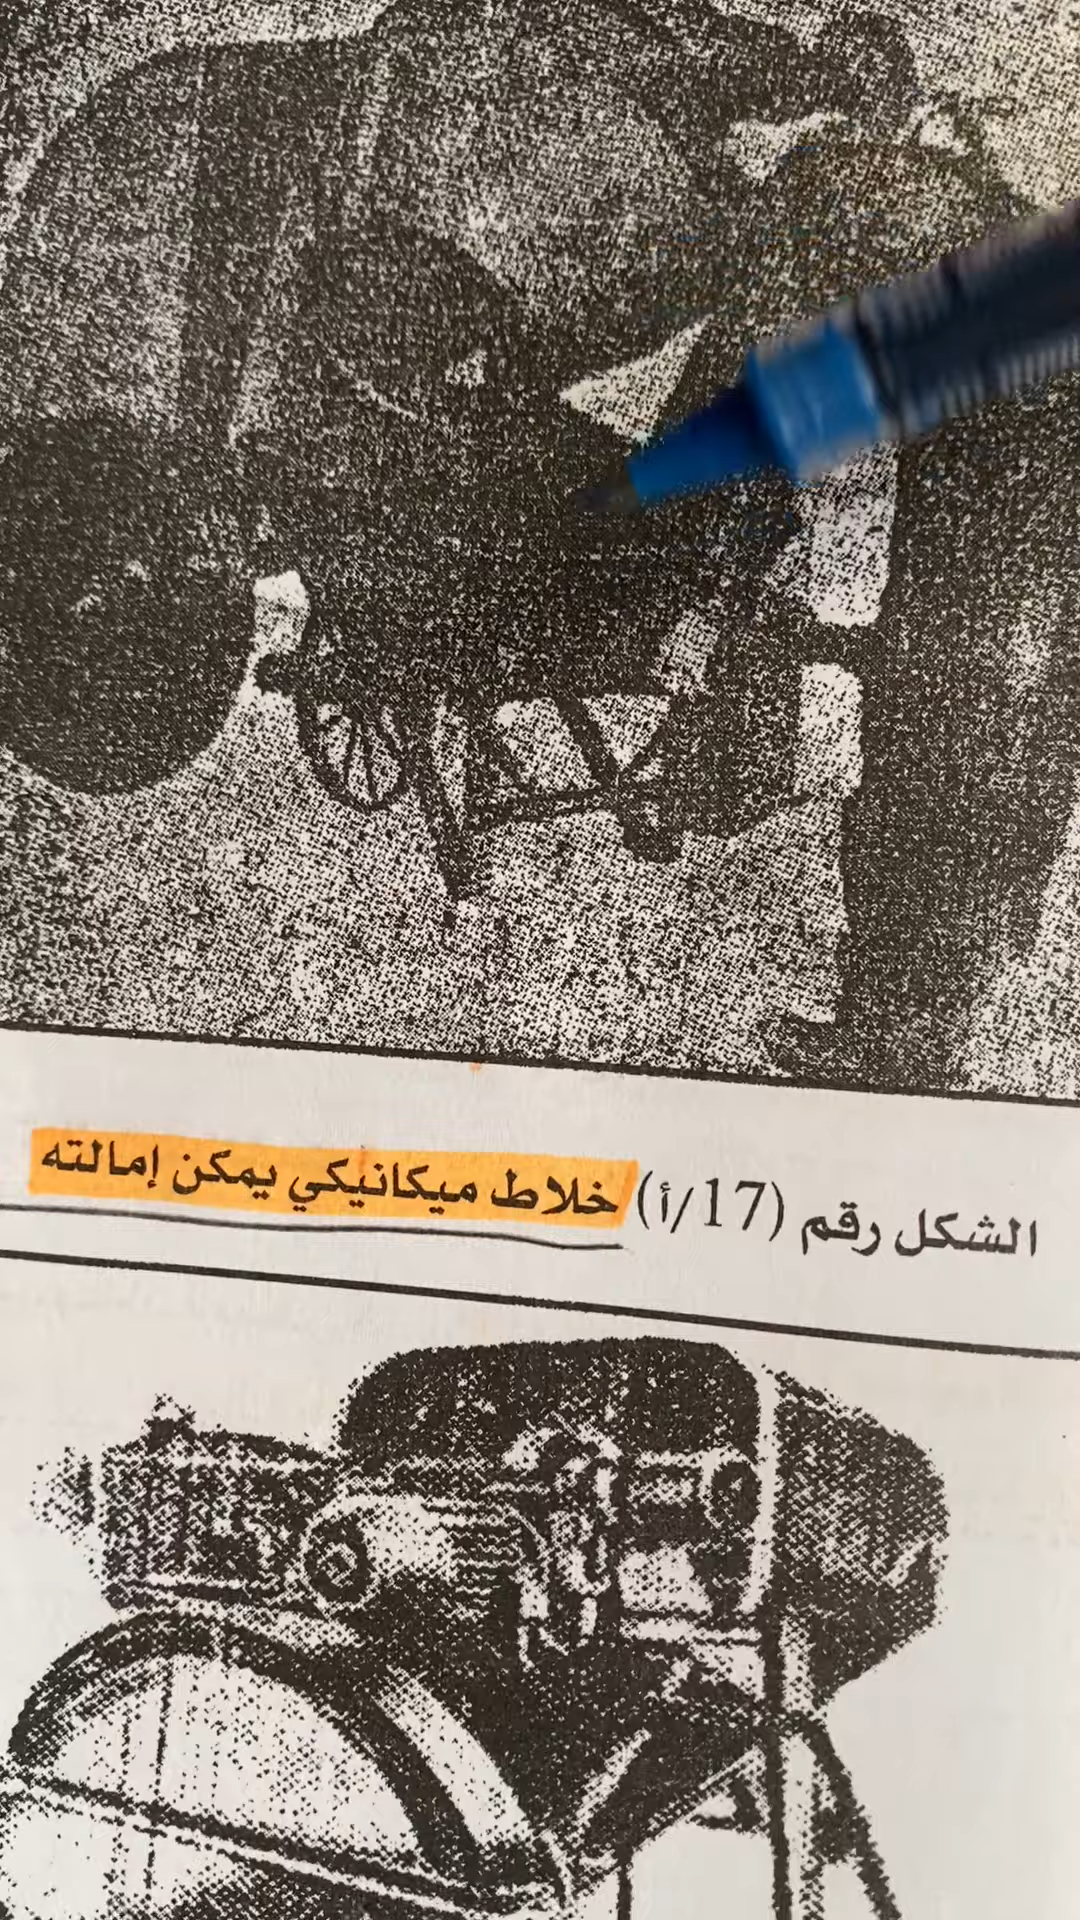 الشكل رقم (17/أ) خلاط ميكانيكي يمكن إمالته